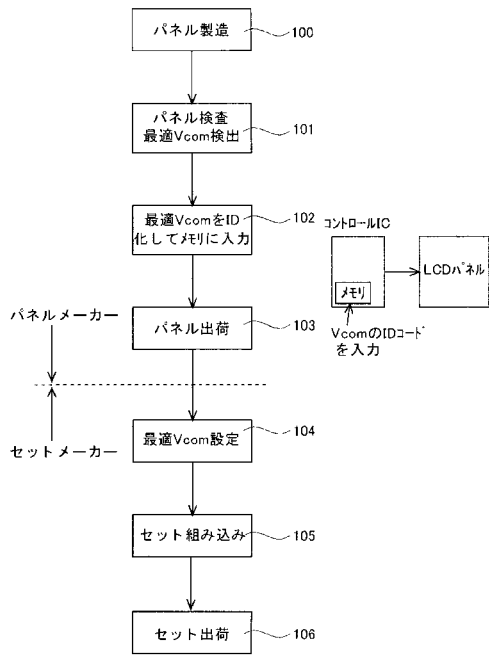 パネル製造
100
パネル検査
最適Vcom検出
101
最適VcomをID
化してメモリに入力
102
コントロールIC
メモリ
LCDパネル
VcomのIDコード
を入力
パネル出荷
103
パネルメーカー
セットメーカー
最適Vcom設定
104
セット組み込み
105
セット出荷
106